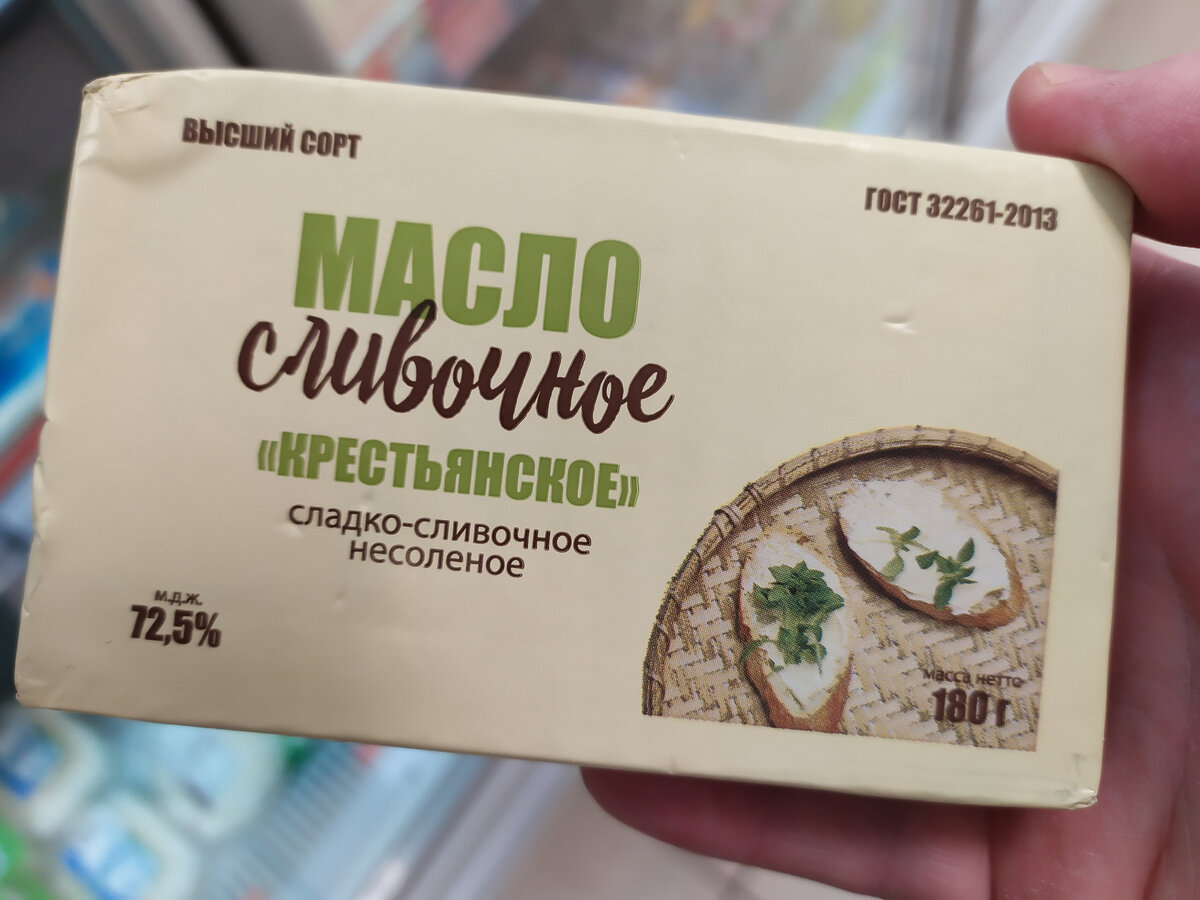 ВЫСШИЙ СОРТ
ГОСТ 32261-2013
МАСЛО
сливочное
«КРЕСТЬЯНСКОЕ»
сладко-сливочное
несоленое
м.д.ж.
72,5%
масса нетто
180 г